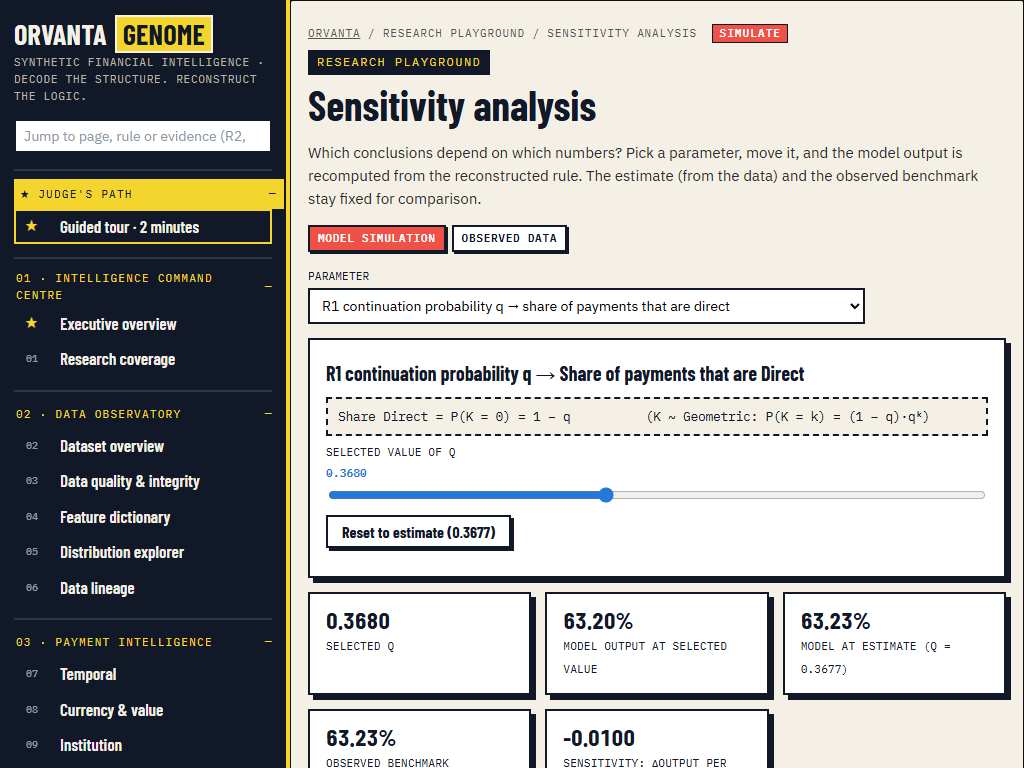 ORVANTA GENOME
SYNTHETIC FINANCIAL INTELLIGENCE ·
DECODE THE STRUCTURE. RECONSTRUCT
THE LOGIC.
Jump to page, rule or evidence (R2,
★ JUDGE'S PATH −
★ Guided tour · 2 minutes
01 · INTELLIGENCE COMMAND
CENTRE −
★ Executive overview
01 Research coverage
02 · DATA OBSERVATORY −
02 Dataset overview
03 Data quality & integrity
04 Feature dictionary
05 Distribution explorer
06 Data lineage
03 · PAYMENT INTELLIGENCE −
07 Temporal
08 Currency & value
09 Institution
ORVANTA / RESEARCH PLAYGROUND / SENSITIVITY ANALYSIS SIMULATE
RESEARCH PLAYGROUND
Sensitivity analysis
Which conclusions depend on which numbers? Pick a parameter, move it, and the model output is
recomputed from the reconstructed rule. The estimate (from the data) and the observed benchmark
stay fixed for comparison.
MODEL SIMULATION OBSERVED DATA
PARAMETER
R1 continuation probability q → share of payments that are direct
R1 continuation probability q → Share of payments that are Direct
Share Direct = P(K = 0) = 1 − q (K ~ Geometric: P(K = k) = (1 − q)·qᵏ)
SELECTED VALUE OF Q
0.3680
Reset to estimate (0.3677)
0.3680
SELECTED Q
63.20%
MODEL OUTPUT AT SELECTED
VALUE
63.23%
MODEL AT ESTIMATE (Q =
0.3677)
63.23%
OBSERVED BENCHMARK
-0.0100
SENSITIVITY: ΔOUTPUT PER